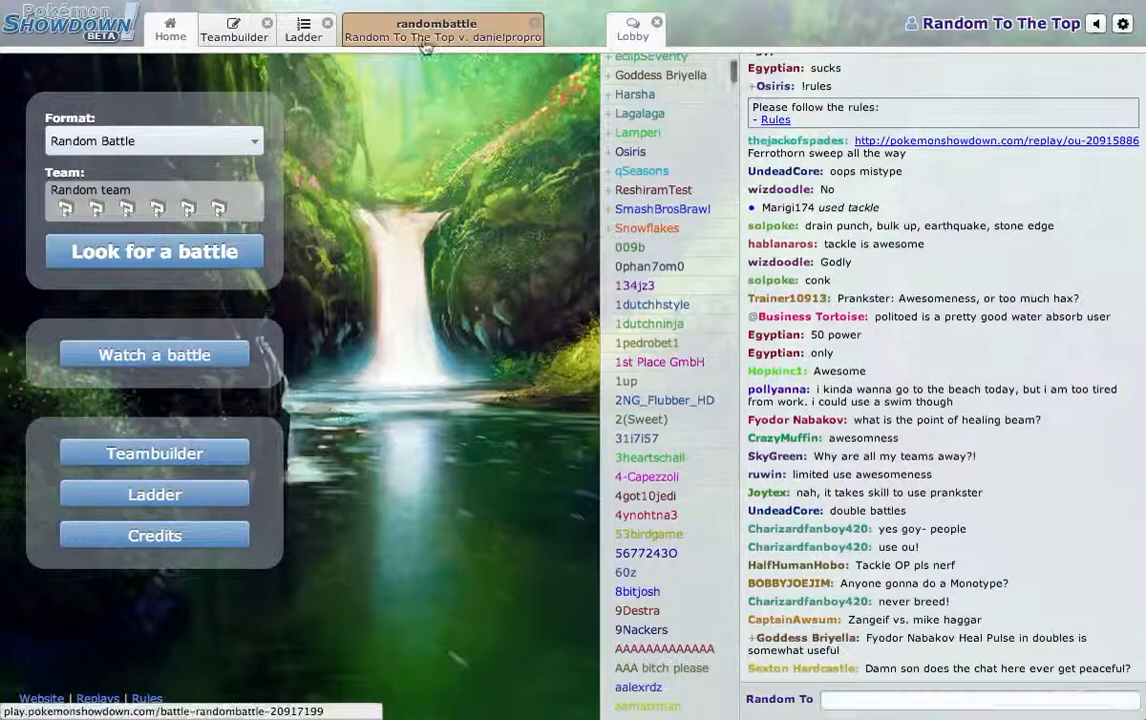 Pokémon
SHOWDOWN!
BETA
Home
Teambuilder
Ladder
randombattle
Random To The Top v. danielpropro
Lobby
Random To The Top
Format:
Random Battle
Team:
Random team
Look for a battle
Watch a battle
Teambuilder
Ladder
Credits
Website | Replays | Rules
play.pokemonshowdown.com/battle-randombattle-20917199
+ eclipSEverity
+ Goddess Briyella
+ Harsha
+ Lagalaga
+ Lamperi
+ Osiris
+ qSeasons
+ ReshiramTest
+ SmashBrosBrawl
+ Snowflakes
009b
0phan7om0
134jz3
1dutchhstyle
1dutchninja
1pedrobet1
1st Place GmbH
1up
2NG_Flubber_HD
2(Sweet)
31i7i57
3heartschail
4-Capezzoli
4got10jedi
4ynohtna3
53birdgame
5677243O
60z
8bitjosh
9Destra
9Nackers
AAAAAAAAAAAAA
AAA bitch please
aalexrdz
aamatrman
Egyptian: sucks
+Osiris: !rules
Please follow the rules:
- Rules
thejackofspades: http://pokemonshowdown.com/replay/ou-20915886
Ferrothorn sweep all the way
UndeadCore: oops mistype
wizdoodle: No
• Marigi174 used tackle
solpoke: drain punch, bulk up, earthquake, stone edge
hablanaros: tackle is awesome
wizdoodle: Godly
solpoke: conk
Trainer10913: Prankster: Awesomeness, or too much hax?
@Business Tortoise: politoed is a pretty good water absorb user
Egyptian: 50 power
Egyptian: only
Hopkinc1: Awesome
pollyanna: i kinda wanna go to the beach today, but i am too tired
from work. i could use a swim though
Fyodor Nabakov: what is the point of healing beam?
CrazyMuffin: awesomness
SkyGreen: Why are all my teams away?!
ruwin: limited use awesomeness
Joytex: nah, it takes skill to use prankster
UndeadCore: double battles
Charizardfanboy420: yes goy- people
Charizardfanboy420: use ou!
HalfHumanHobo: Tackle OP pls nerf
BOBBYJOEJIM: Anyone gonna do a Monotype?
Charizardfanboy420: never breed!
CaptainAwsum: Zangeif vs. mike haggar
+Goddess Briyella: Fyodor Nabakov Heal Pulse in doubles is
somewhat useful
Sexton Hardcastle: Damn son does the chat here ever get peaceful?
Random To